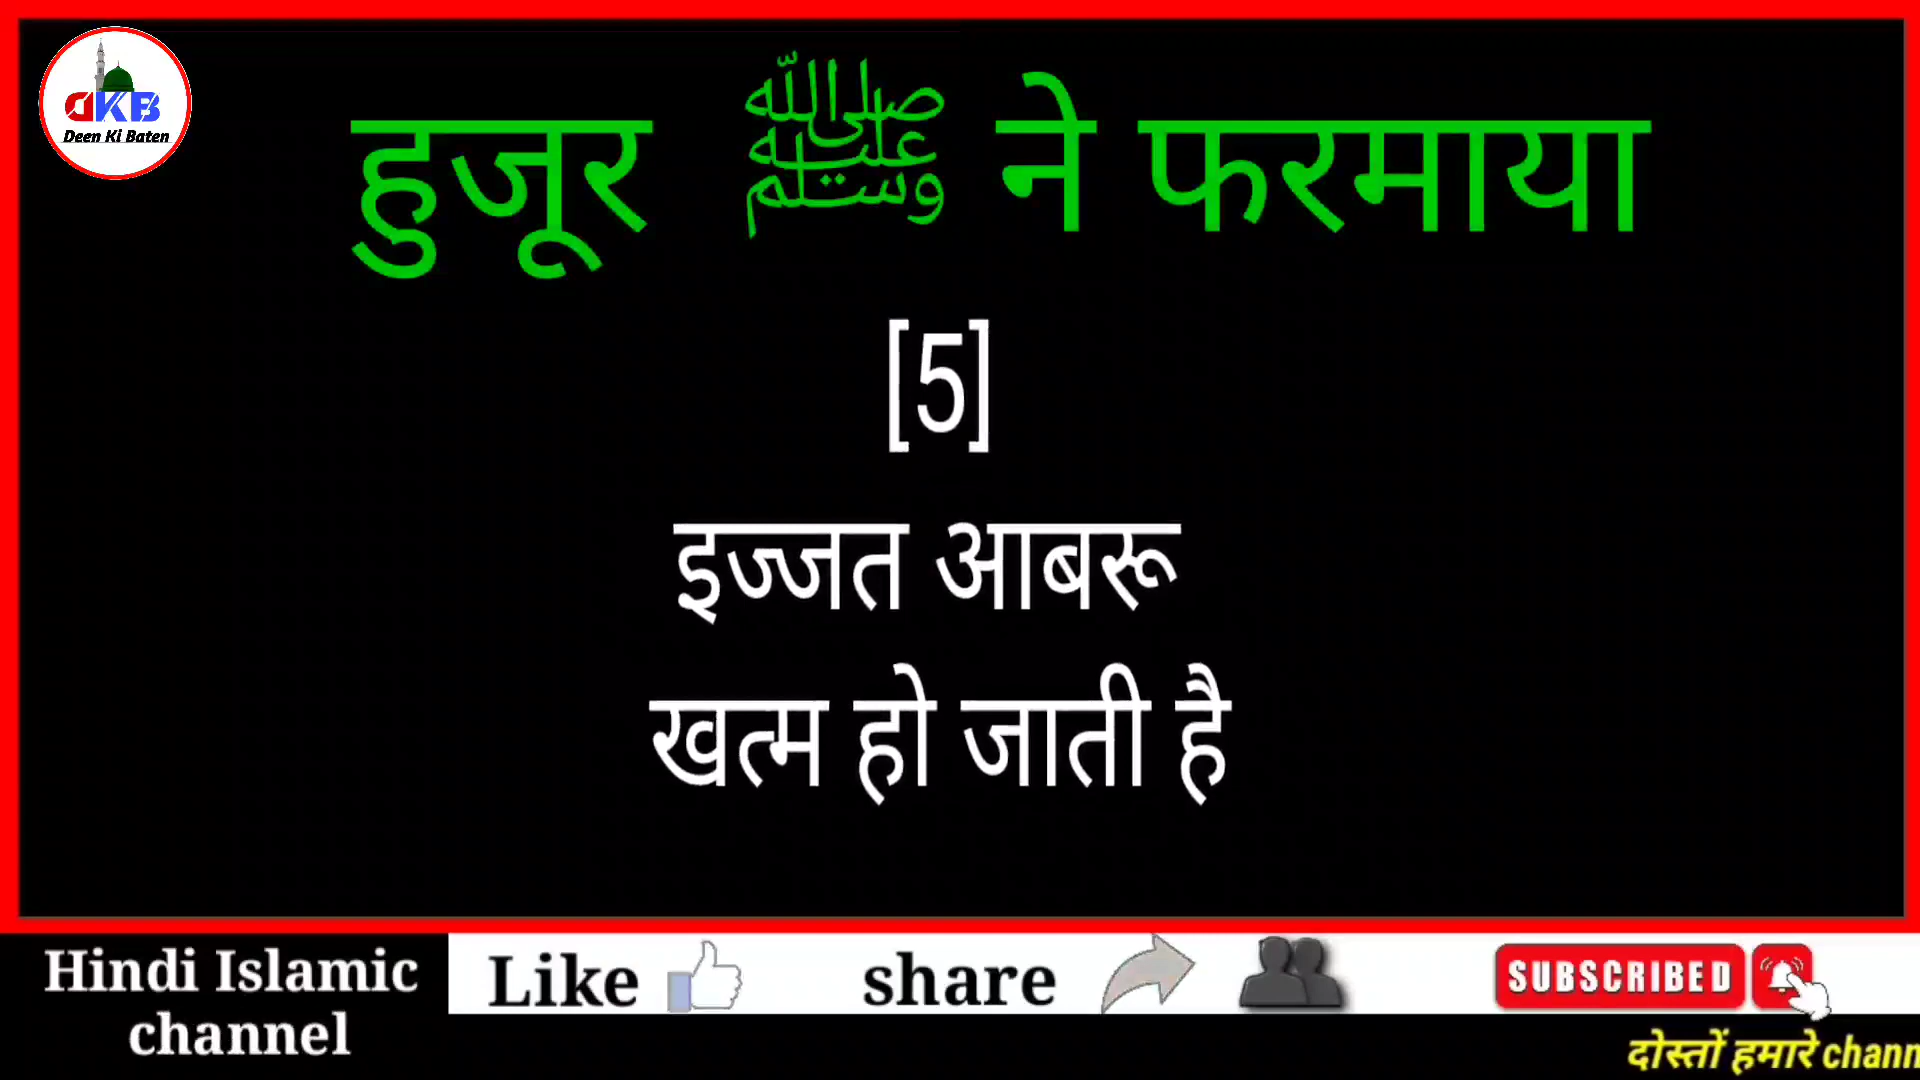 DKB
Deen Ki Baten
हुजूर ﷺ ने फरमाया
[5]
इज्जत आबरू
खत्म हो जाती है
Hindi Islamic
channel
Like share SUBSCRIBED
दोस्तों हमारे chann